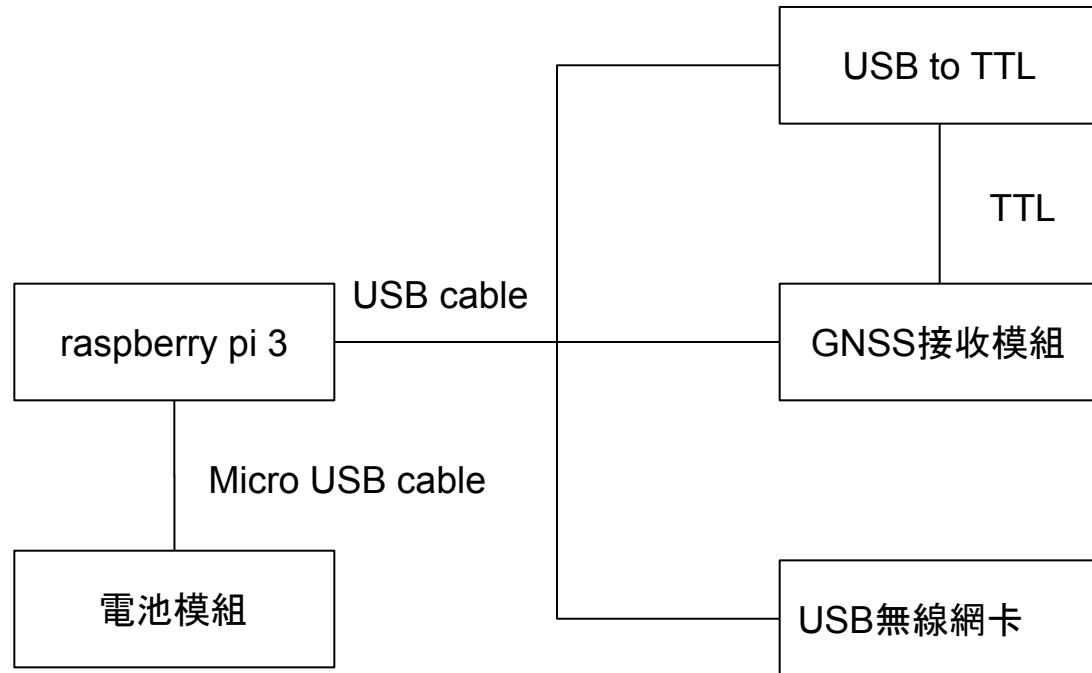 USB to TTL
TTL
USB cable
raspberry pi 3
GNSS接收模組
Micro USB cable
電池模組
USB無線網卡